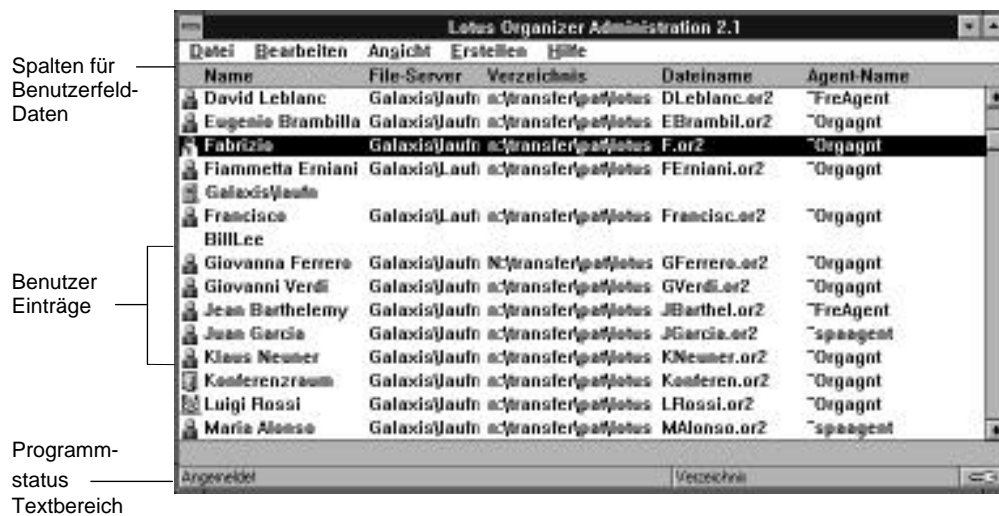 Lotus Organizer Administration 2.1
Datei Bearbeiten Ansicht Erstellen Hilfe
Spalten für
Benutzerfeld-
Daten
Name File-Server Verzeichnis Dateiname Agent-Name
David Leblanc Galaxis\laufn n:\transfer\pat\lotus DLeblanc.or2 ~FreAgent
Eugenio Brambilla Galaxis\laufn n:\transfer\pat\lotus EBrambil.or2 ~Orgagnt
Fabrizio Galaxis\laufn n:\transfer\pat\lotus F.or2 ~Orgagnt
Fiammetta Erniani Galaxis\Laufn n:\transfer\pat\lotus FErniani.or2 ~Orgagnt
Galaxis\laufn
Francisco Galaxis\Laufn n:\transfer\pat\lotus Francisc.or2 ~Orgagnt
BillLee
Benutzer
Einträge
Giovanna Ferrero Galaxis\laufn N:\transfer\pat\lotus GFerrero.or2 ~Orgagnt
Giovanni Verdi Galaxis\laufn n:\transfer\pat\lotus GVerdi.or2 ~Orgagnt
Jean Barthelemy Galaxis\laufn n:\transfer\pat\lotus JBarthel.or2 ~FreAgent
Juan Garcia Galaxis\laufn n:\transfer\pat\lotus JGarcia.or2 ~spaagent
Klaus Neuner Galaxis\laufn n:\transfer\pat\lotus KNeuner.or2 ~Orgagnt
Konferenzraum Galaxis\laufn n:\transfer\pat\lotus Konferen.or2 ~Orgagnt
Luigi Rossi Galaxis\laufn n:\transfer\pat\lotus LRossi.or2 ~Orgagnt
Maria Alonso Galaxis\laufn n:\transfer\pat\lotus MAlonso.or2 ~spaagent
Programm-
status
Textbereich
Angemeldet Verzeichnis